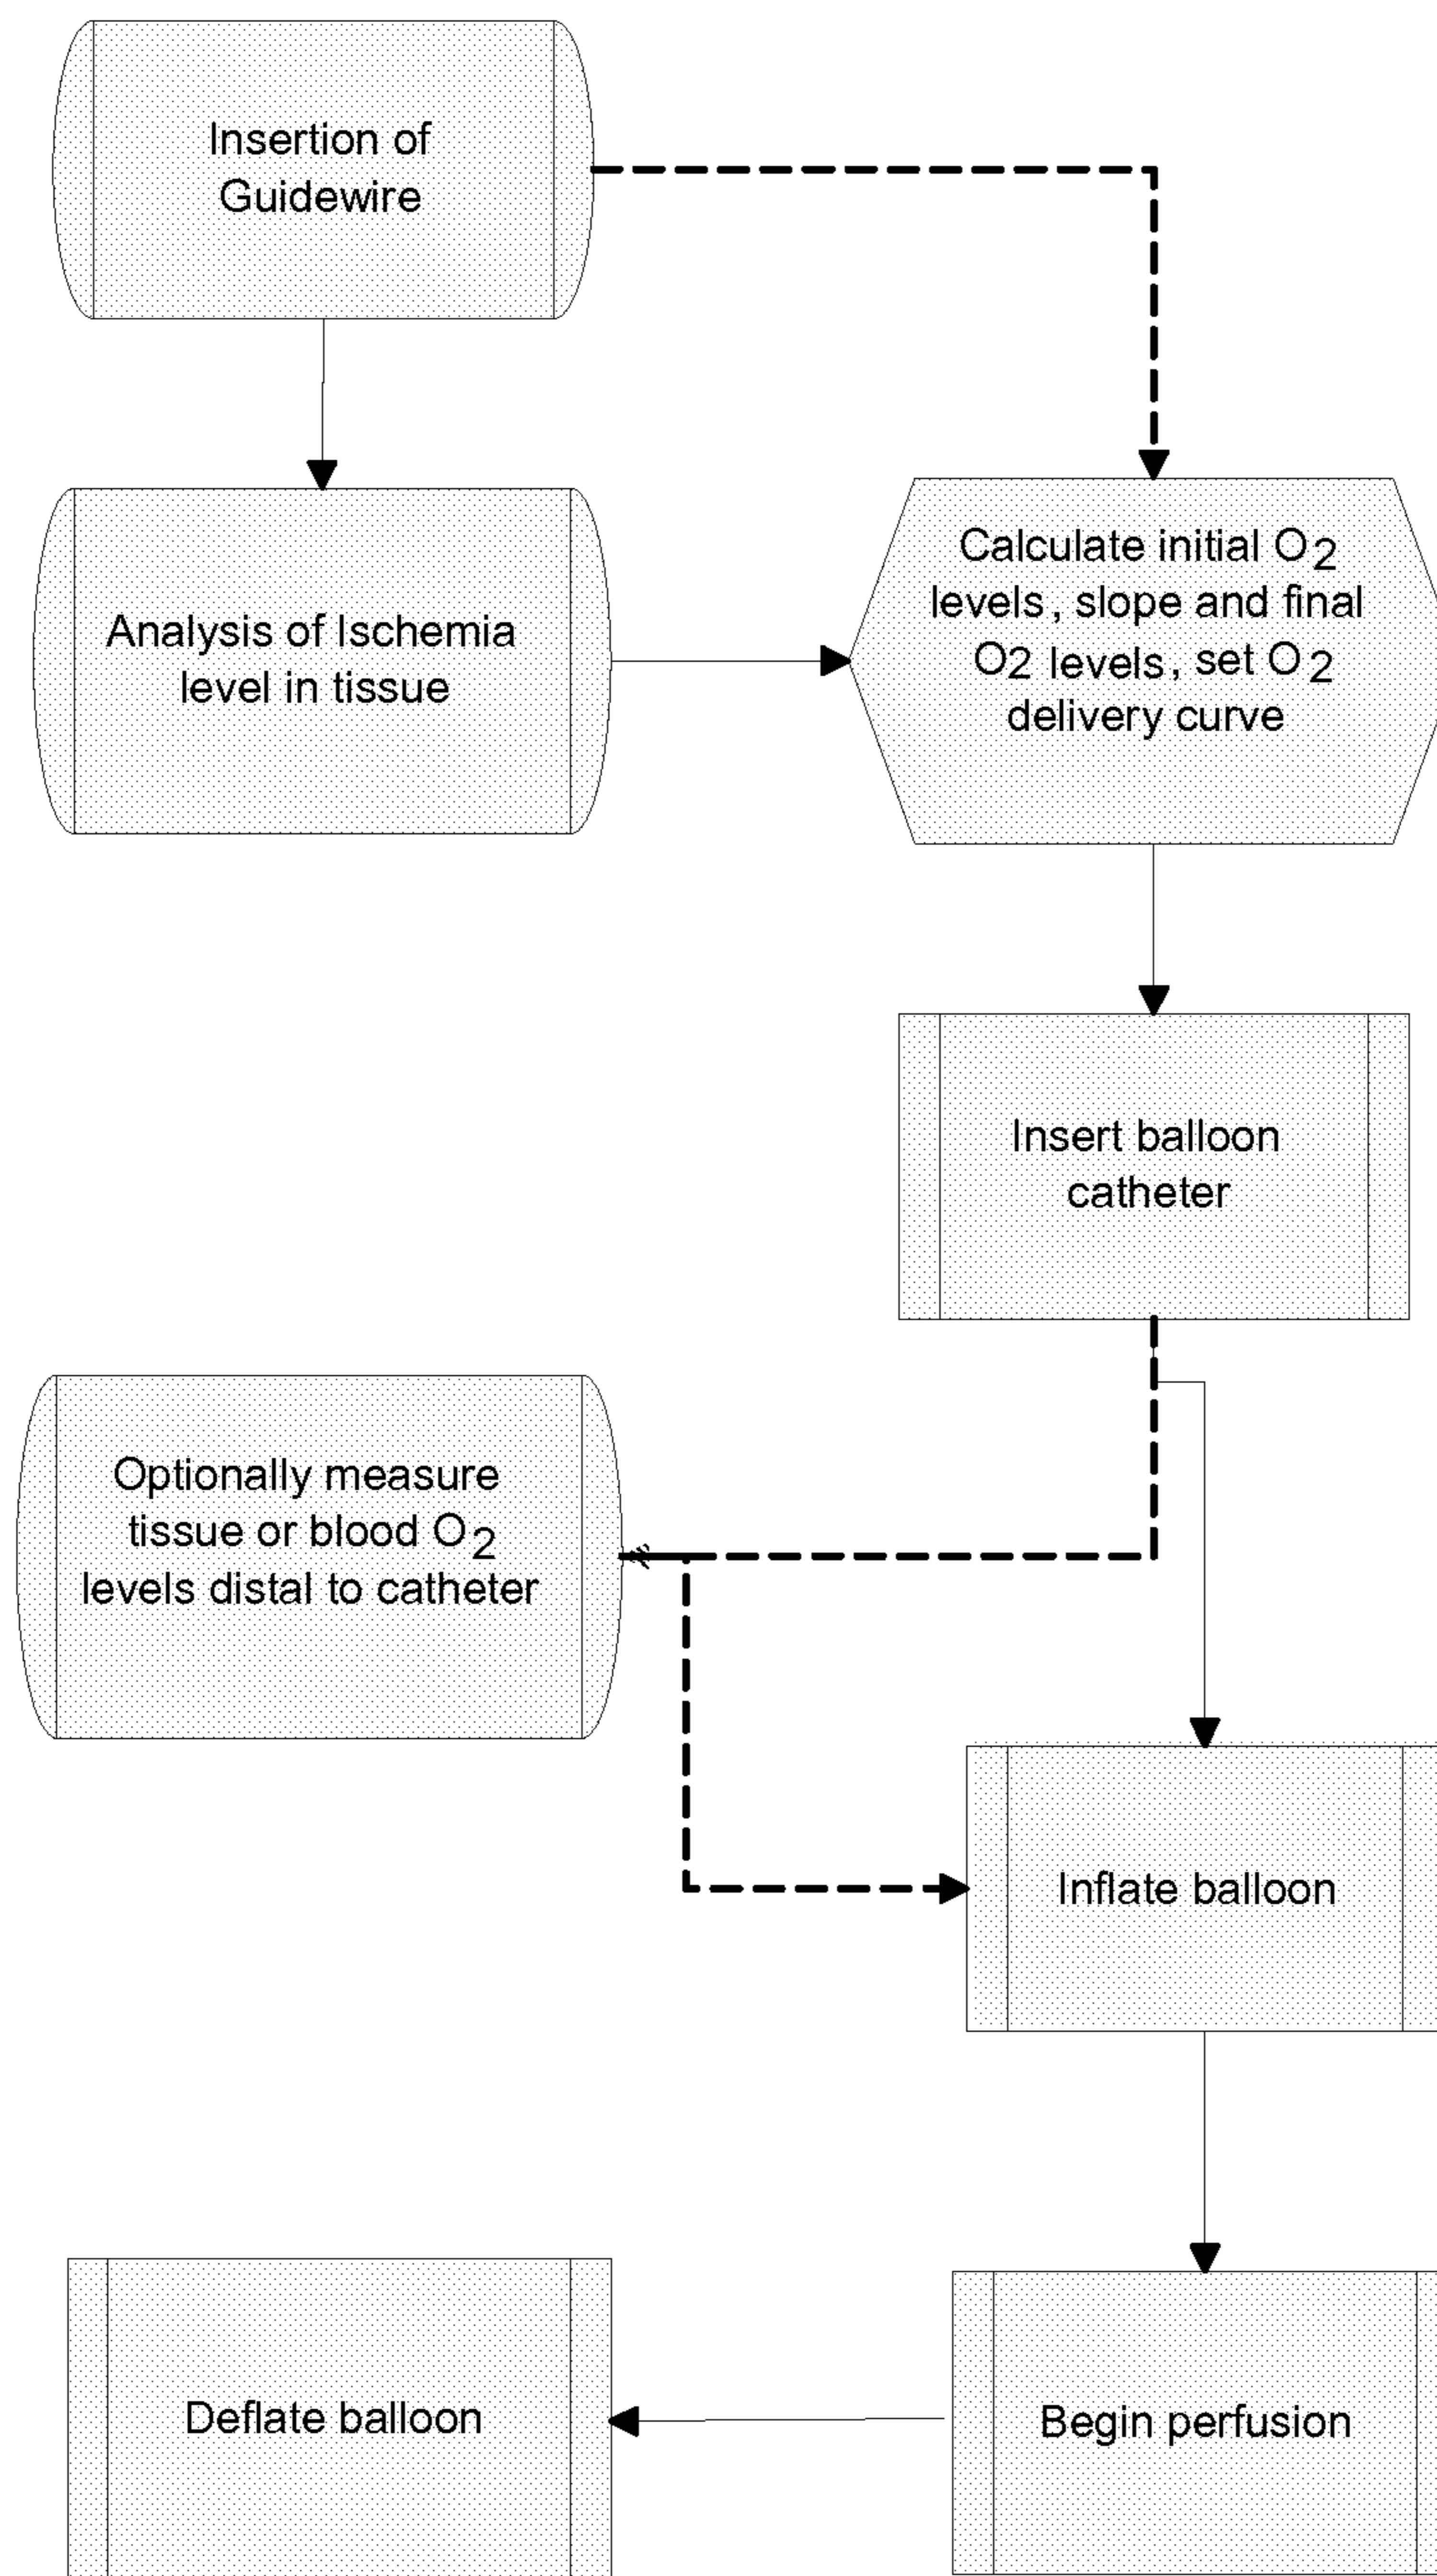 Insertion of
Guidewire
Analysis of Ischemia
level in tissue
Calculate initial O2
levels, slope and final
O2 levels, set O2
delivery curve
Insert balloon
catheter
Optionally measure
tissue or blood O2
levels distal to catheter
Inflate balloon
Deflate balloon
Begin perfusion